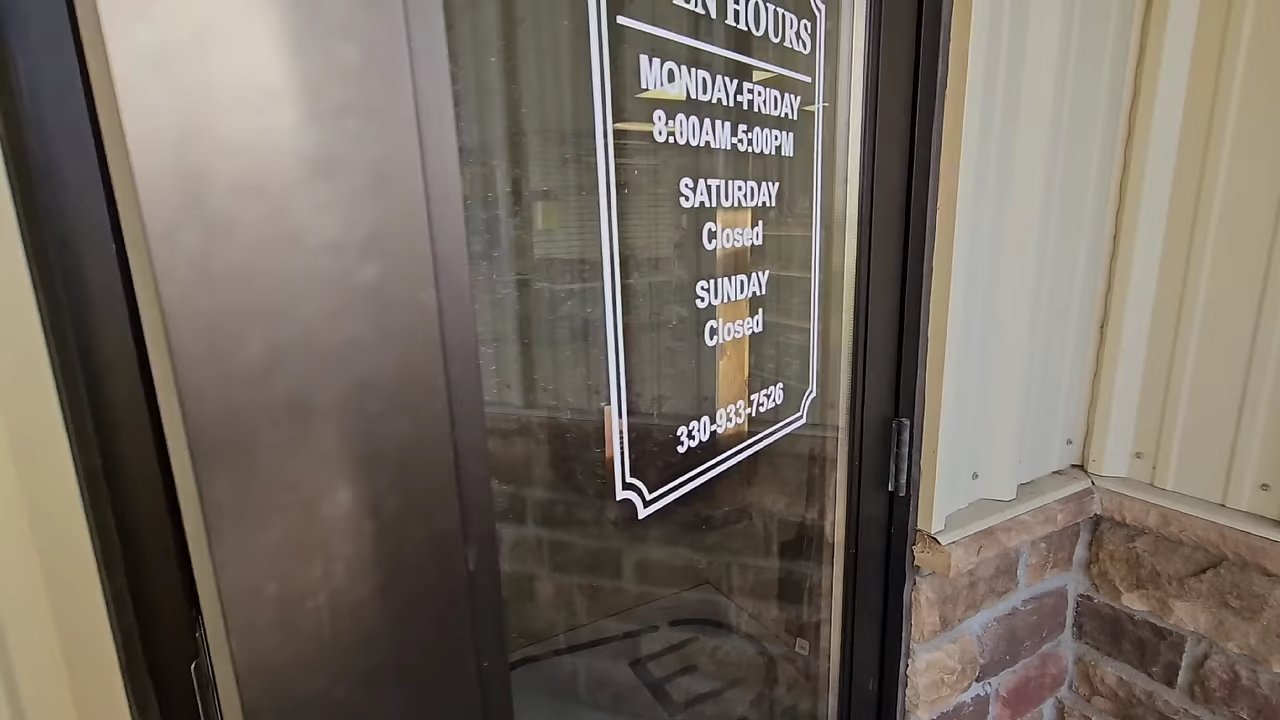 HOURS
MONDAY-FRIDAY
8:00AM-5:00PM
SATURDAY
Closed
SUNDAY
Closed
330-933-7526